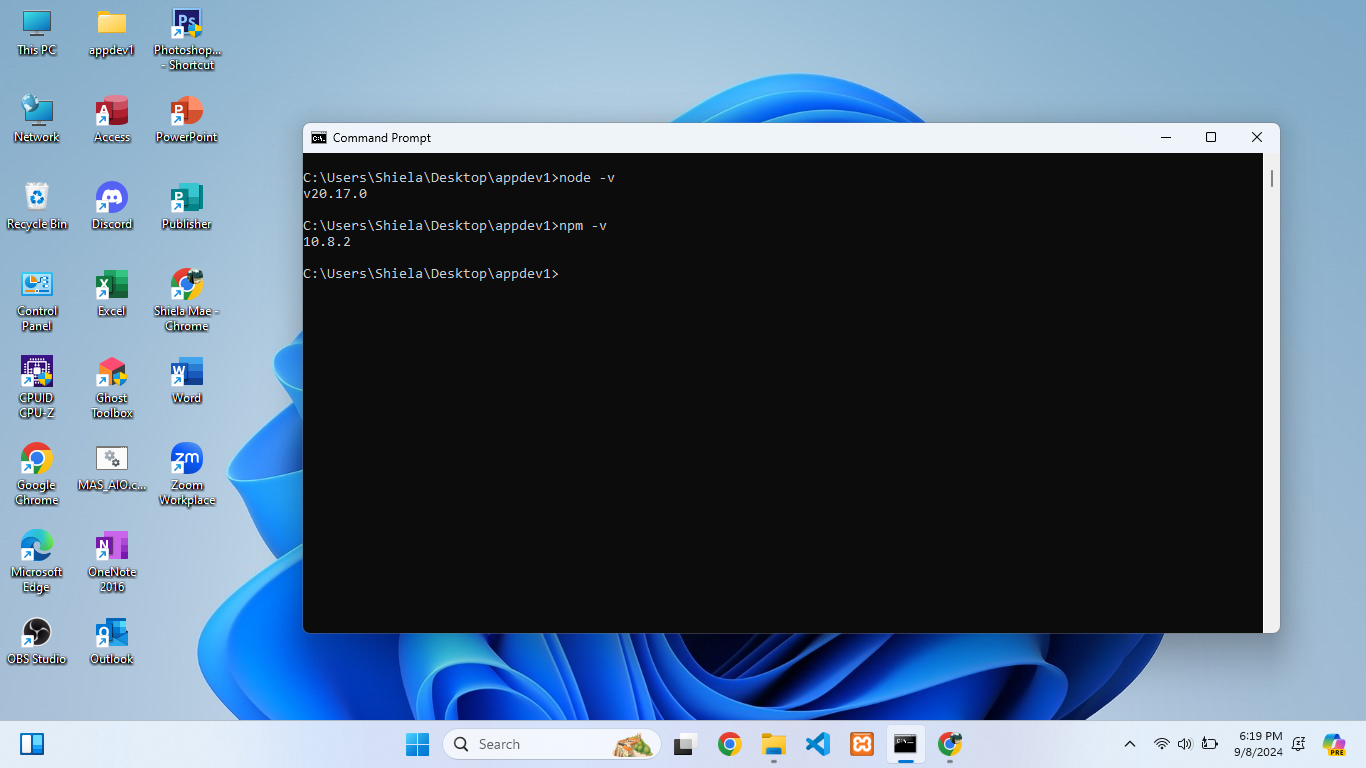 This PC
appdev1
Photoshop...
- Shortcut
Network
Access
PowerPoint
Recycle Bin
Discord
Publisher
Control
Panel
Excel
Shiela Mae -
Chrome
CPUID
CPU-Z
Ghost
Toolbox
Word
Google
Chrome
MAS_AIO.c...
Zoom
Workplace
Microsoft
Edge
OneNote
2016
OBS Studio
Outlook
Command Prompt
C:\Users\Shiela\Desktop\appdev1>node -v
v20.17.0
C:\Users\Shiela\Desktop\appdev1>npm -v
10.8.2
C:\Users\Shiela\Desktop\appdev1>
Search
6:19 PM
9/8/2024
PRE